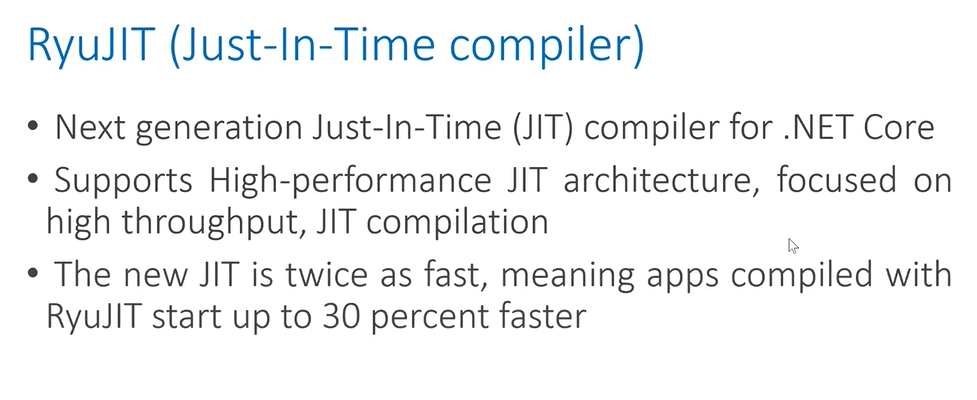 RyuJIT (Just-In-Time compiler)
• Next generation Just-In-Time (JIT) compiler for .NET Core
• Supports High-performance JIT architecture, focused on
high throughput, JIT compilation
• The new JIT is twice as fast, meaning apps compiled with
RyuJIT start up to 30 percent faster